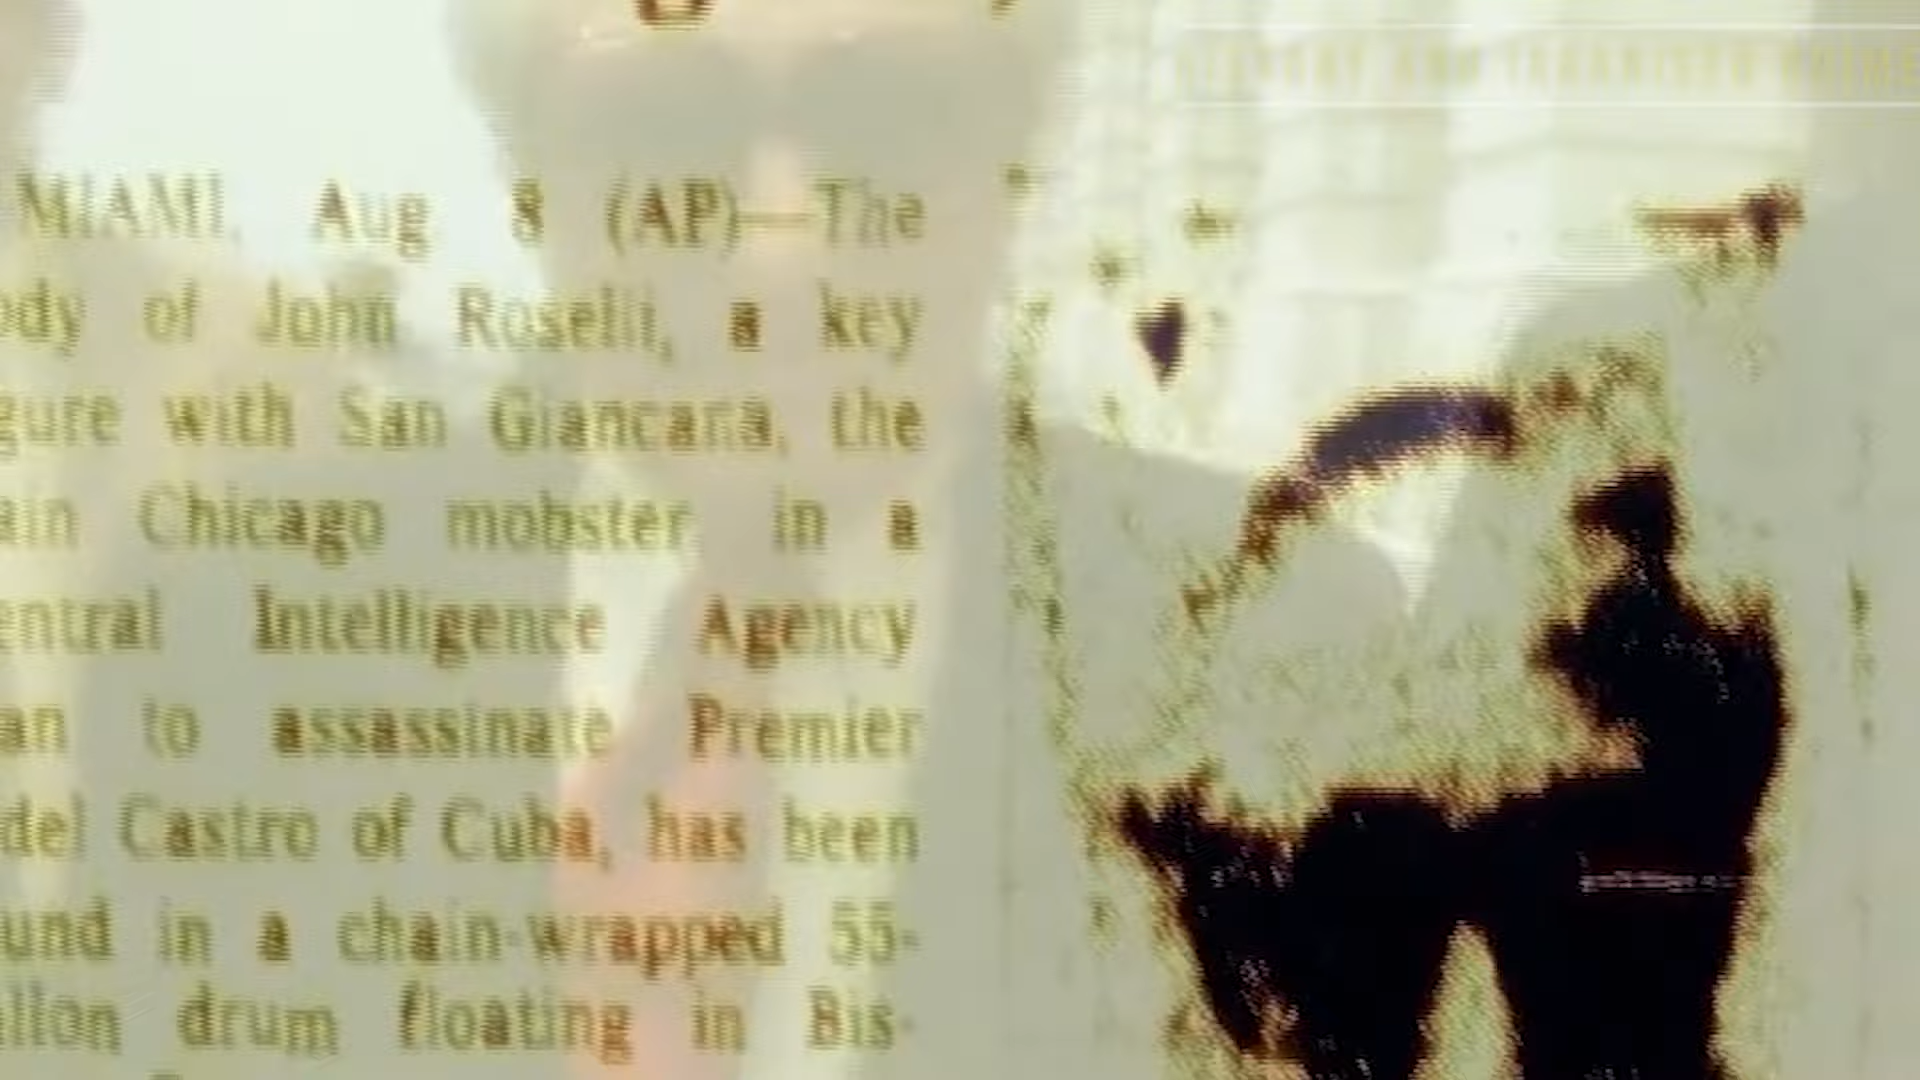 MIAMI, Aug 8 (AP)—The
ody of John Roselli, a key
gure with San Giancana, the
ain Chicago mobster in a
entral Intelligence Agency
an to assassinate Premier
del Castro of Cuba, has been
und in a chain-wrapped 55-
llon drum floating in Bis-